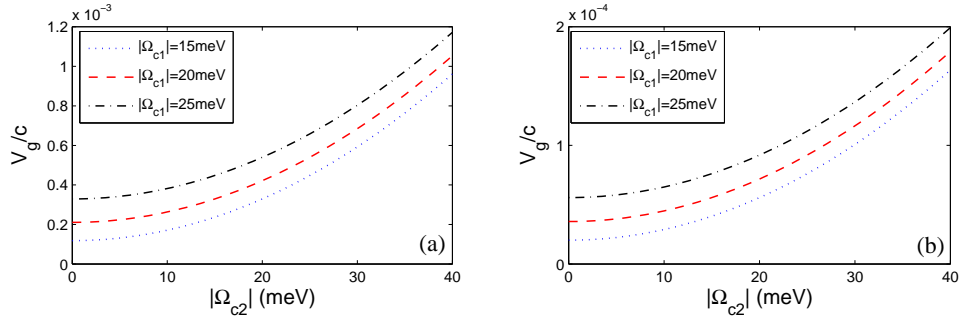 x 10⁻³
1.2
1
0.8
0.6
0.4
0.2
0
V_g/c
|Ω_c1|=15meV
|Ω_c1|=20meV
|Ω_c1|=25meV
(a)
0 10 20 30 40
|Ω_c2| (meV)
x 10⁻⁴
2
1
0
V_g/c
|Ω_c1|=15meV
|Ω_c1|=20meV
|Ω_c1|=25meV
(b)
0 10 20 30 40
|Ω_c2| (meV)